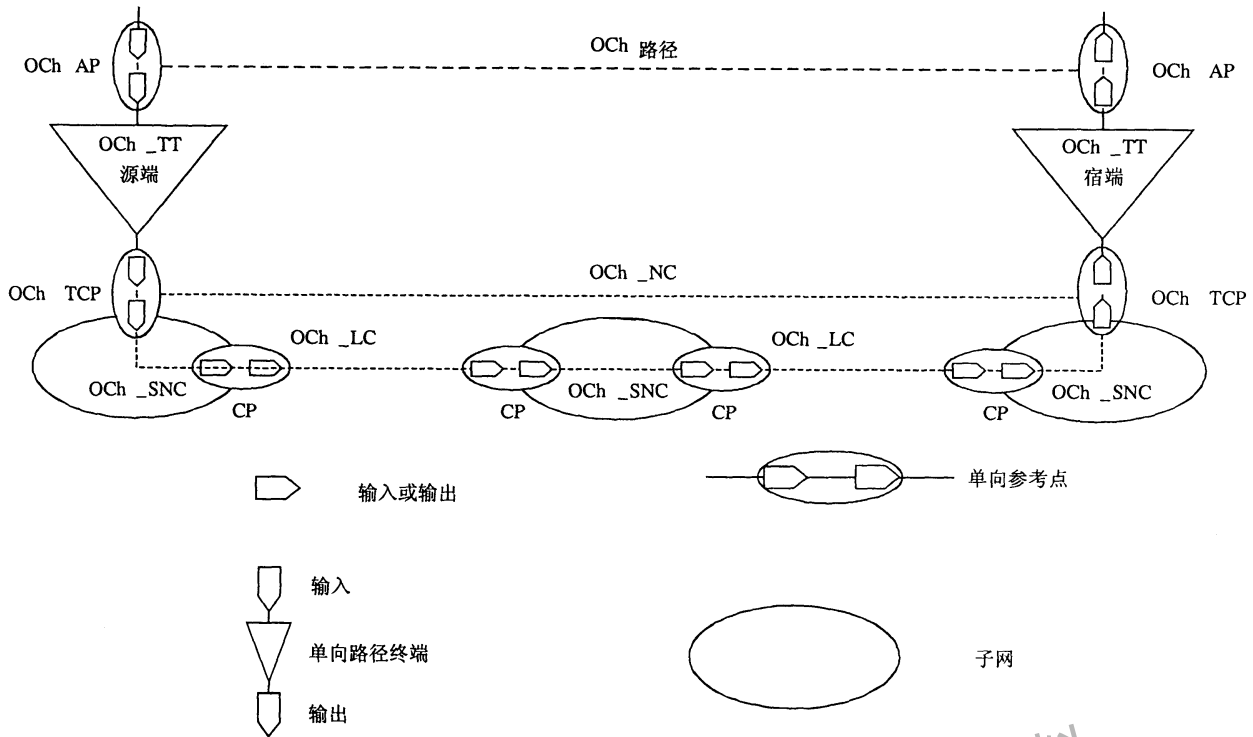 OCh 路径
OCh AP
OCh AP
OCh _TT
源端
OCh _TT
宿端
OCh _NC
OCh TCP
OCh TCP
OCh _LC
OCh _LC
OCh _SNC
OCh _SNC
OCh _SNC
CP
CP
CP
CP
输入或输出
单向参考点
输入
单向路径终端
子网
输出